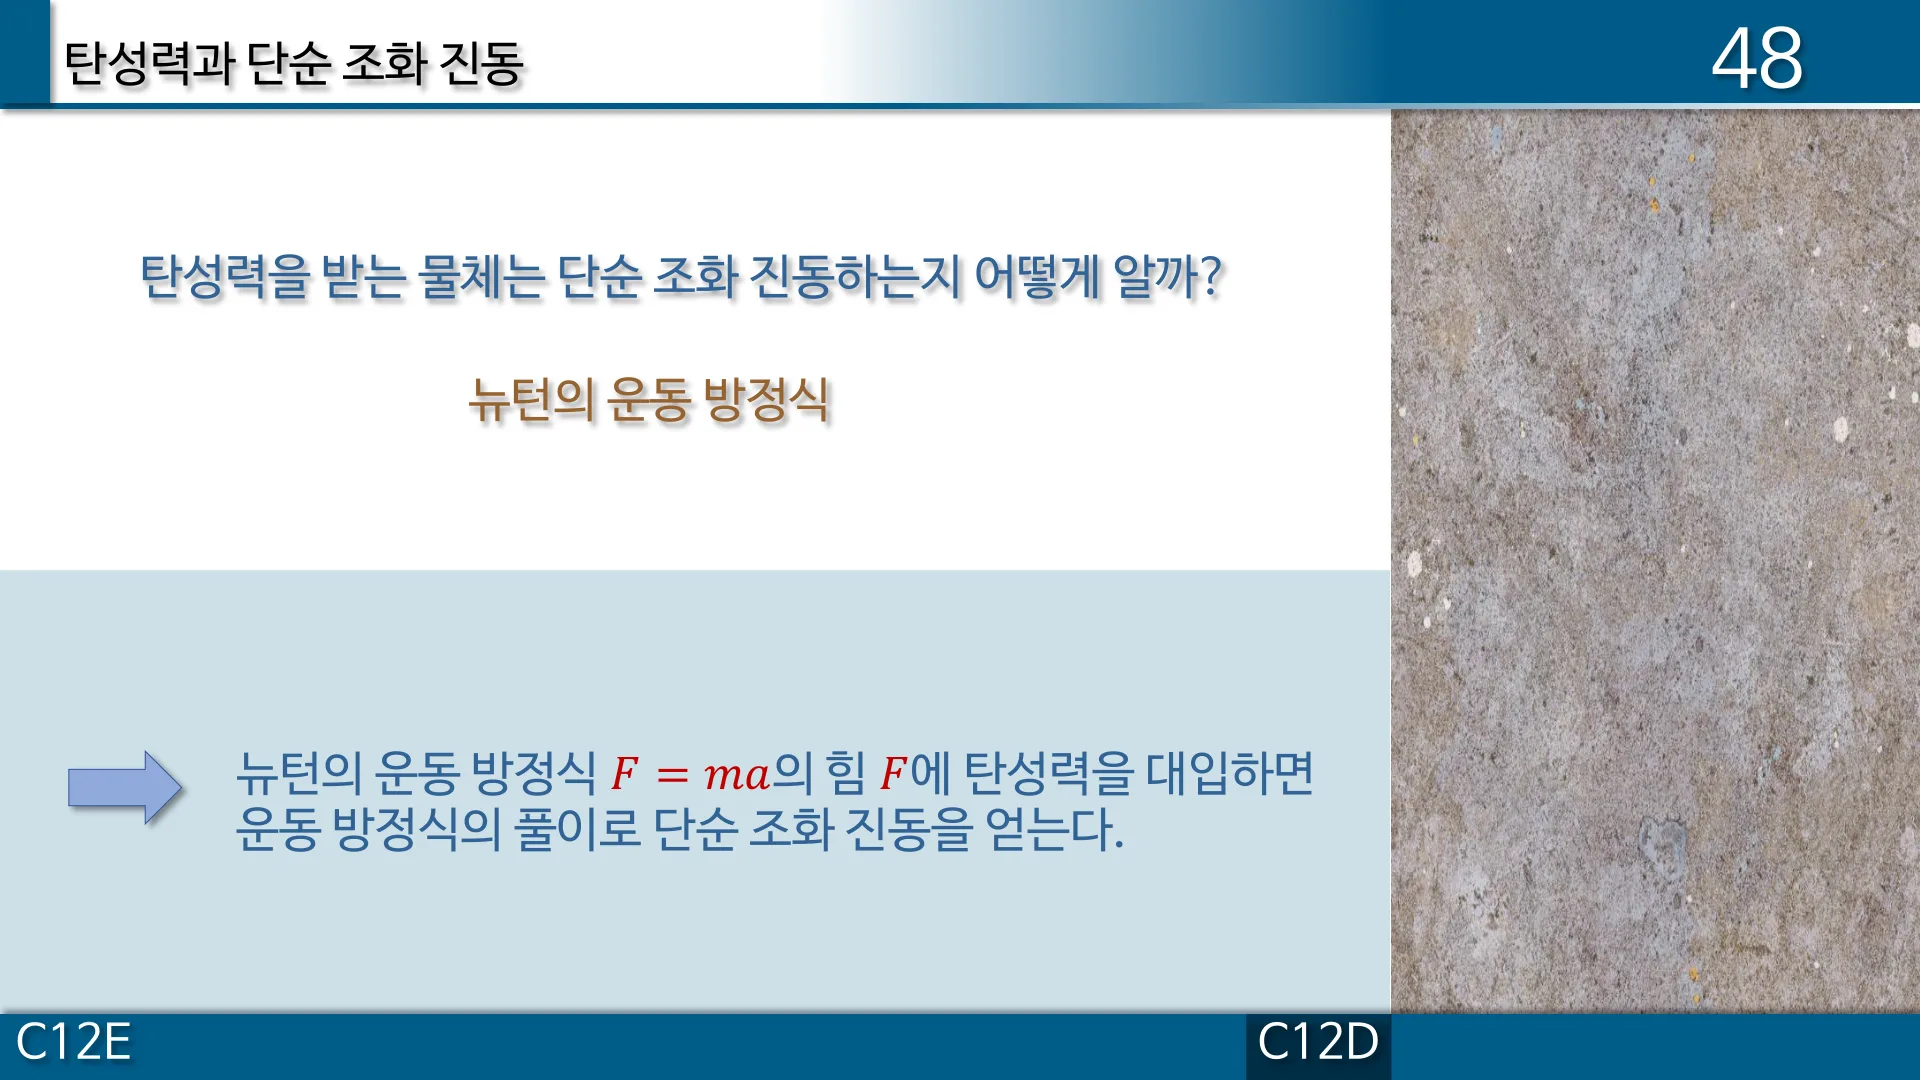 탄성력과 단순 조화 진동
48
탄성력을 받는 물체는 단순 조화 진동하는지 어떻게 알까?
뉴턴의 운동 방정식
뉴턴의 운동 방정식 F = ma의 힘 F에 탄성력을 대입하면
운동 방정식의 풀이로 단순 조화 진동을 얻는다.
C12E
C12D